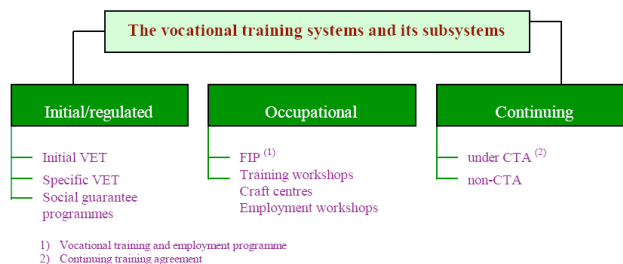 The vocational training systems and its subsystems
Initial/regulated
Initial VET
Specific VET
Social guarantee
programmes
Occupational
FIP (1)
Training workshops
Craft centres
Employment workshops
Continuing
under CTA (2)
non-CTA
1) Vocational training and employment programme
2) Continuing training agreement